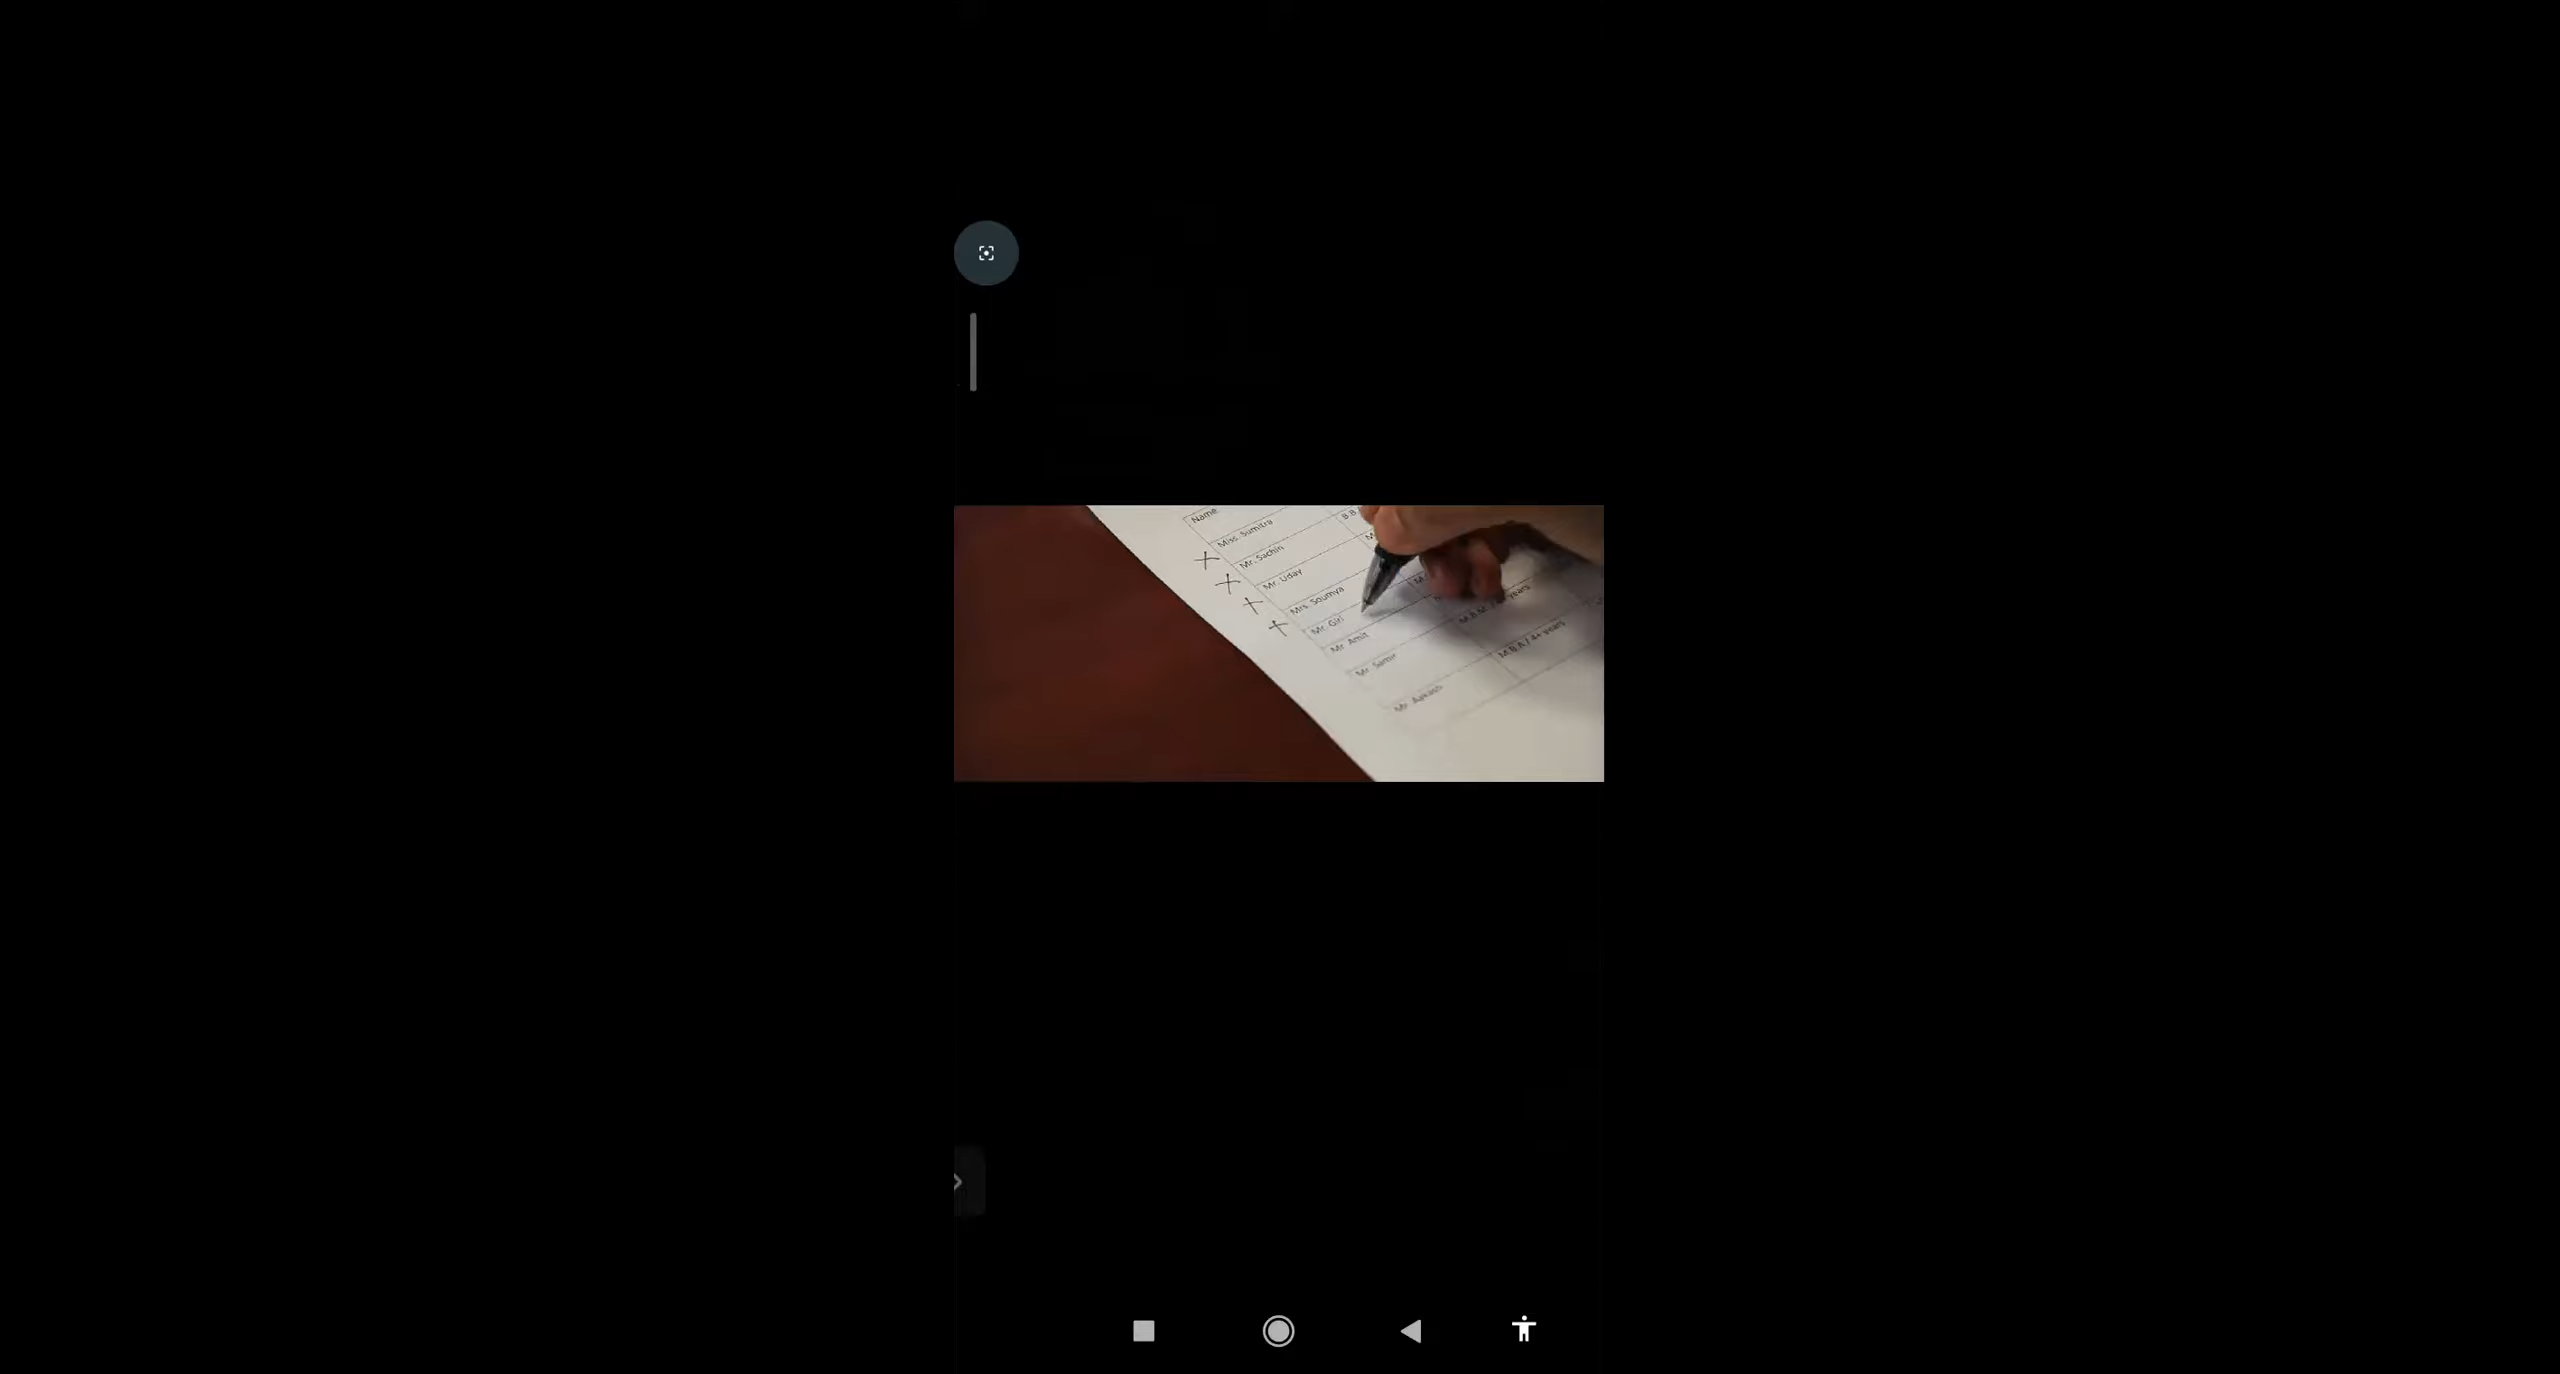 Name
Miss. Sumitra B.B
Mr. Sachin M
Mr. Uday
Mrs. Soumya M
Mr. Giri
Mr. Amit M.B.M. / years
Mr. Samir M.B.A / 4+ years
Mr. Aakash